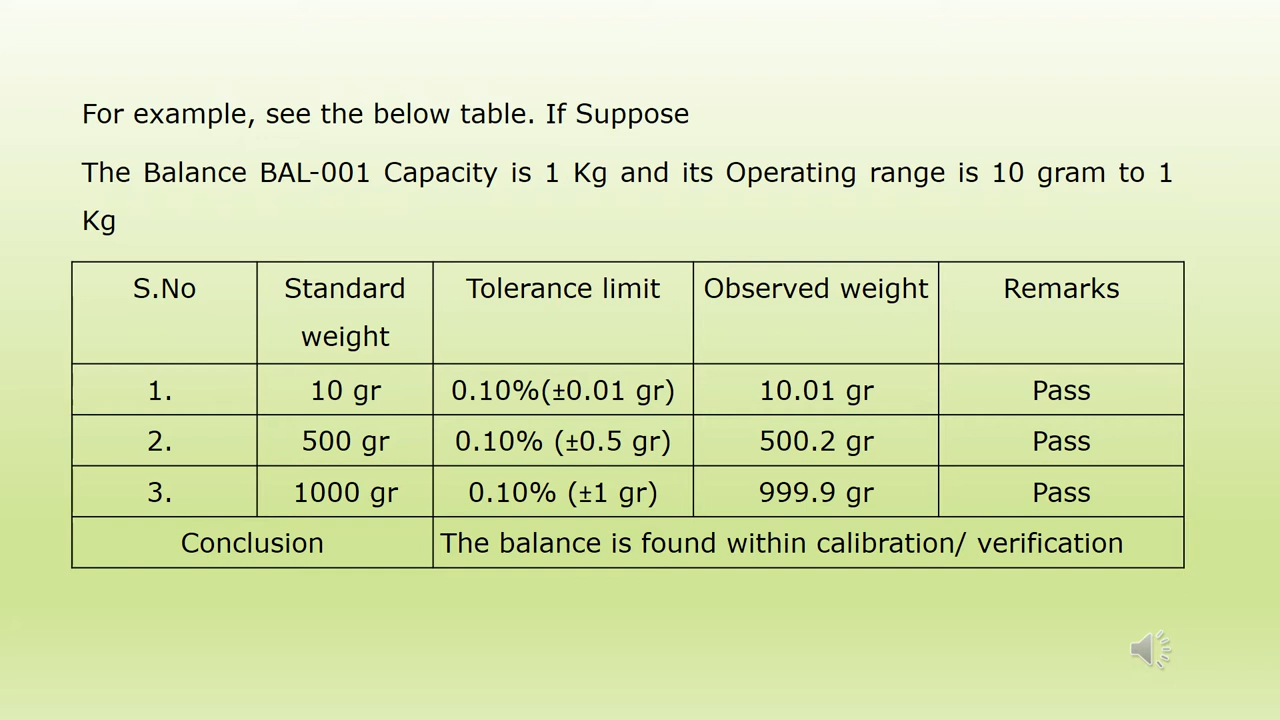 For example, see the below table. If Suppose
The Balance BAL-001 Capacity is 1 Kg and its Operating range is 10 gram to 1
Kg
S.No Standard weight Tolerance limit Observed weight Remarks
1. 10 gr 0.10%(±0.01 gr) 10.01 gr Pass
2. 500 gr 0.10% (±0.5 gr) 500.2 gr Pass
3. 1000 gr 0.10% (±1 gr) 999.9 gr Pass
Conclusion The balance is found within calibration/ verification